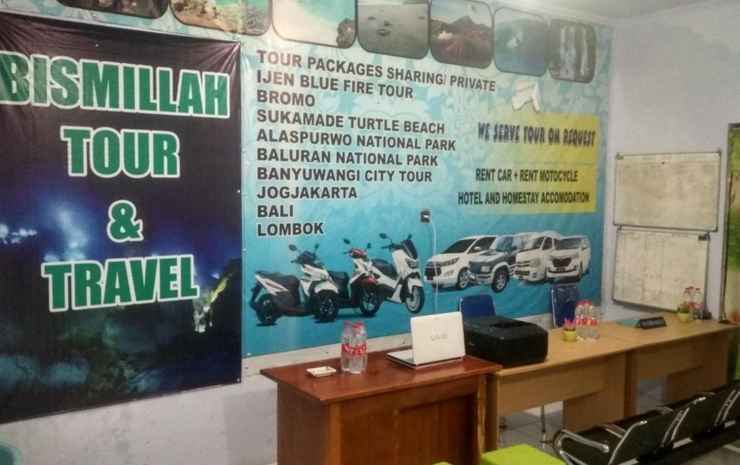 BISMILLAH
TOUR
&
TRAVEL
TOUR PACKAGES SHARING/ PRIVATE
IJEN BLUE FIRE TOUR
BROMO
SUKAMADE TURTLE BEACH
ALASPURWO NATIONAL PARK
BALURAN NATIONAL PARK
BANYUWANGI CITY TOUR
JOGJAKARTA
BALI
LOMBOK
WE SERVE TOUR ON REQUEST
RENT CAR + RENT MOTOCYCLE
HOTEL AND HOMESTAY ACCOMODATION
VAIO